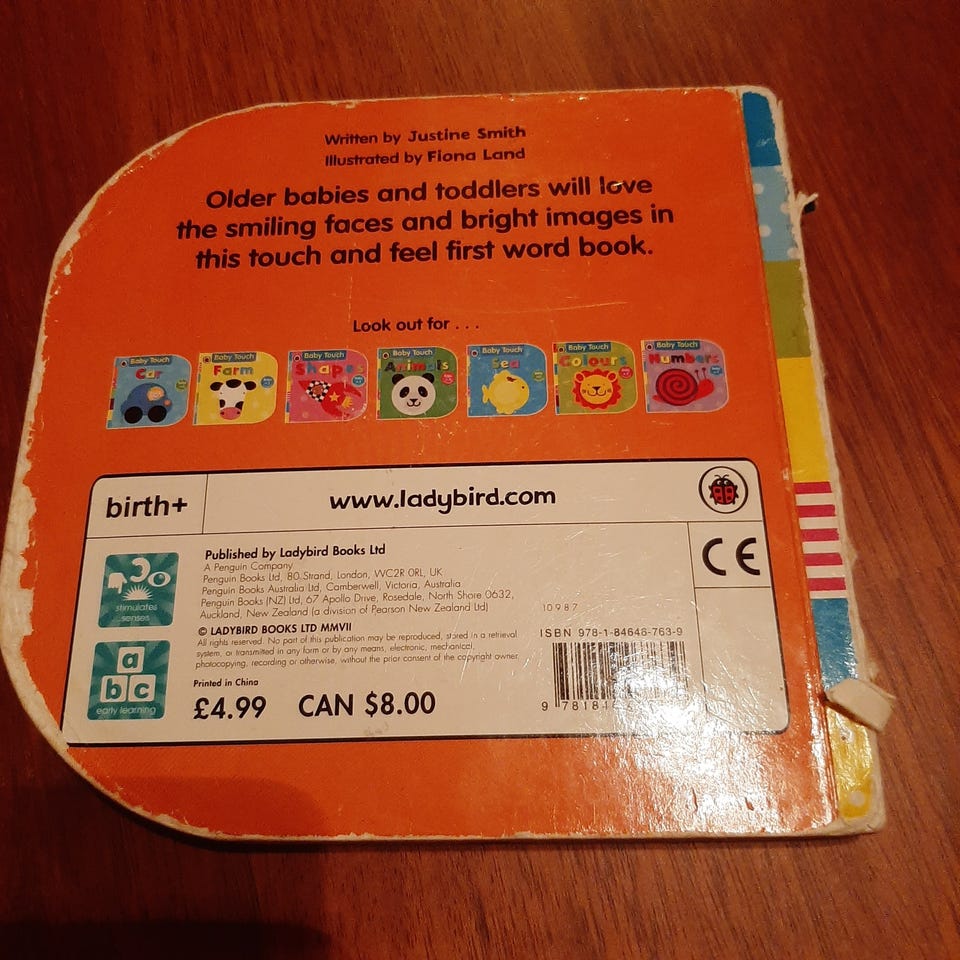 Written by Justine Smith
Illustrated by Fiona Land
Older babies and toddlers will love
the smiling faces and bright images in
this touch and feel first word book.
Look out for . . .
Baby Touch
Car
Baby Touch
Farm
Baby Touch
Shapes
Baby Touch
Animals
Baby Touch
Sea
Baby Touch
Colours
Baby Touch
Numbers
birth+
www.ladybird.com
CE
stimulates
senses
a
b c
early learning
Published by Ladybird Books Ltd
A Penguin Company
Penguin Books Ltd, 80 Strand, London, WC2R 0RL, UK
Penguin Books Australia Ltd, Camberwell, Victoria, Australia
Penguin Books (NZ) Ltd, 67 Apollo Drive, Rosedale, North Shore 0632,
Auckland, New Zealand (a division of Pearson New Zealand Ltd)
© LADYBIRD BOOKS LTD MMVII
All rights reserved. No part of this publication may be reproduced, stored in a retrieval
system, or transmitted in any form or by any means, electronic, mechanical,
photocopying, recording or otherwise, without the prior consent of the copyright owner.
Printed in China
£4.99 CAN $8.00
10987
ISBN 978-1-84646-763-9